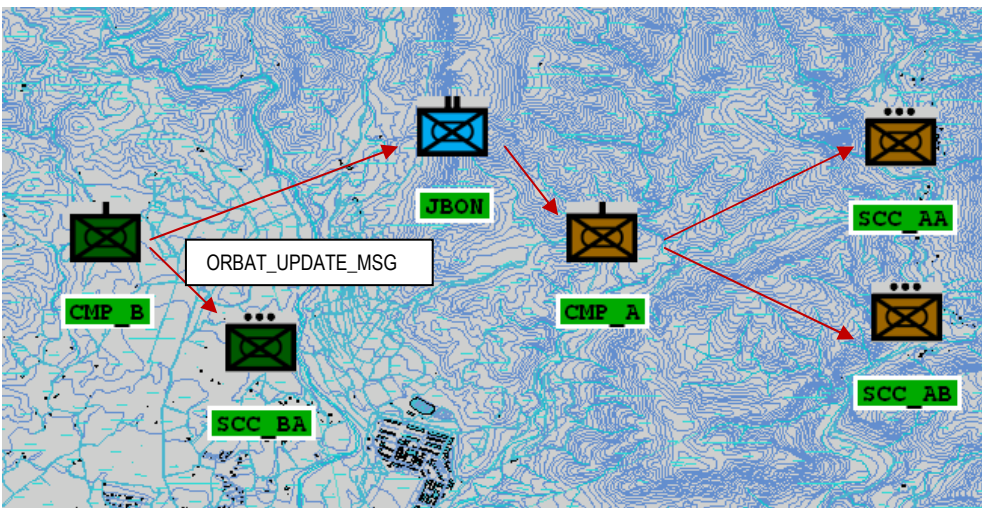 JBON
SCC_AA
ORBAT_UPDATE_MSG
CMP_B
CMP_A
SCC_BA
SCC_AB